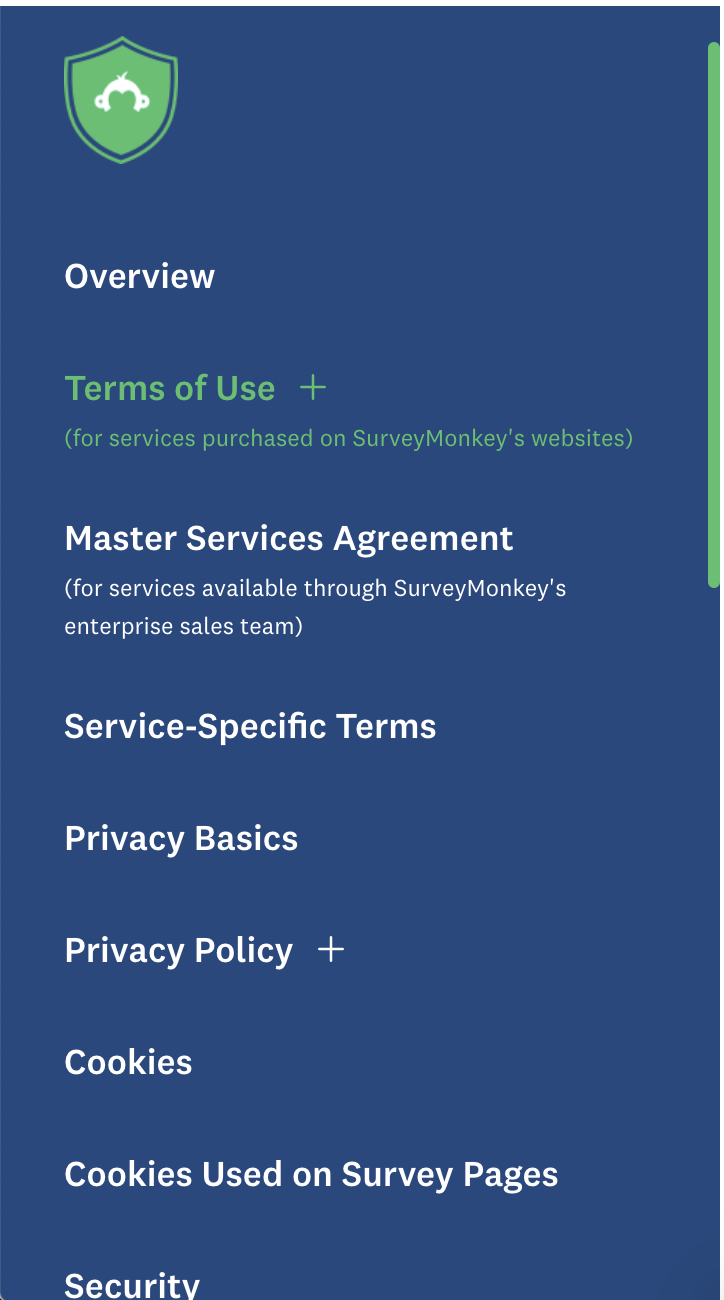 Overview
Terms of Use +
(for services purchased on SurveyMonkey's websites)
Master Services Agreement
(for services available through SurveyMonkey's
enterprise sales team)
Service-Specific Terms
Privacy Basics
Privacy Policy +
Cookies
Cookies Used on Survey Pages
Security